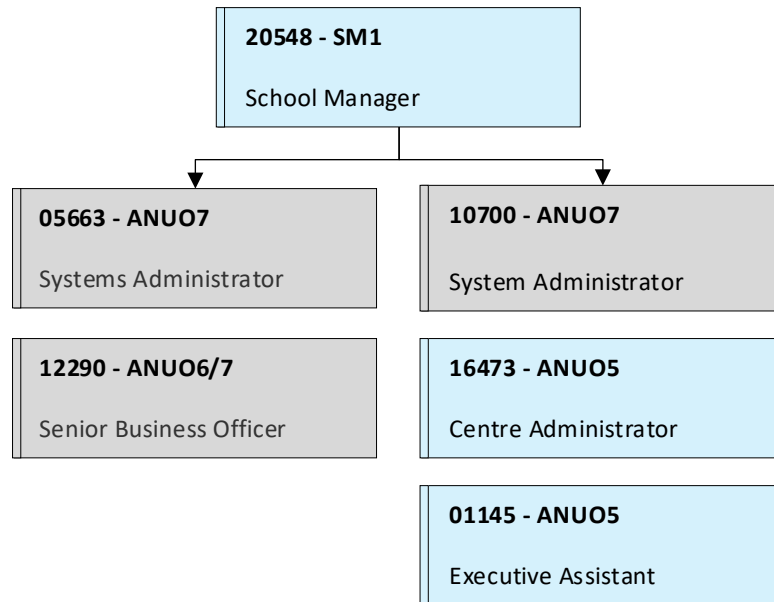 20548 - SM1
School Manager
05663 - ANUO7
Systems Administrator
10700 - ANUO7
System Administrator
12290 - ANUO6/7
Senior Business Officer
16473 - ANUO5
Centre Administrator
01145 - ANUO5
Executive Assistant